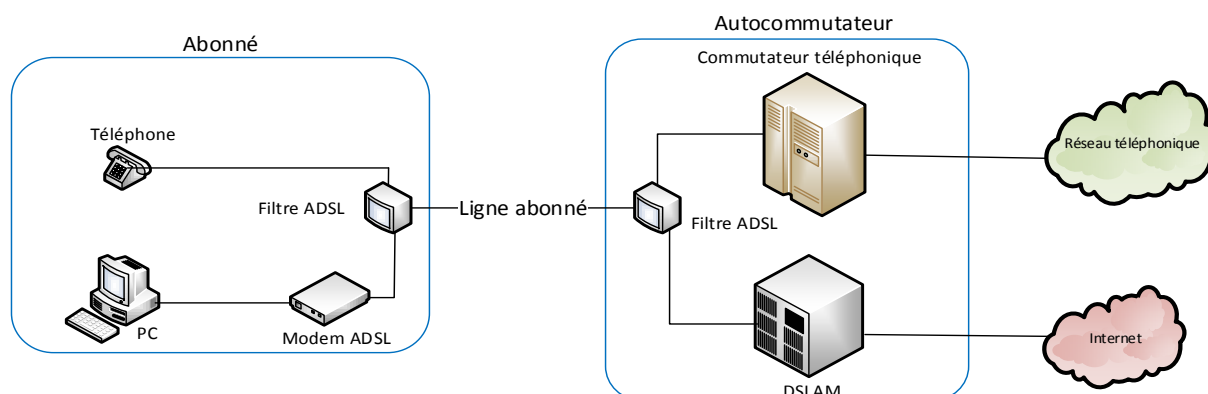 Abonné
Autocommutateur
Commutateur téléphonique
Téléphone
Réseau téléphonique
Filtre ADSL
Ligne abonné
Filtre ADSL
PC
Modem ADSL
Internet
DSLAM